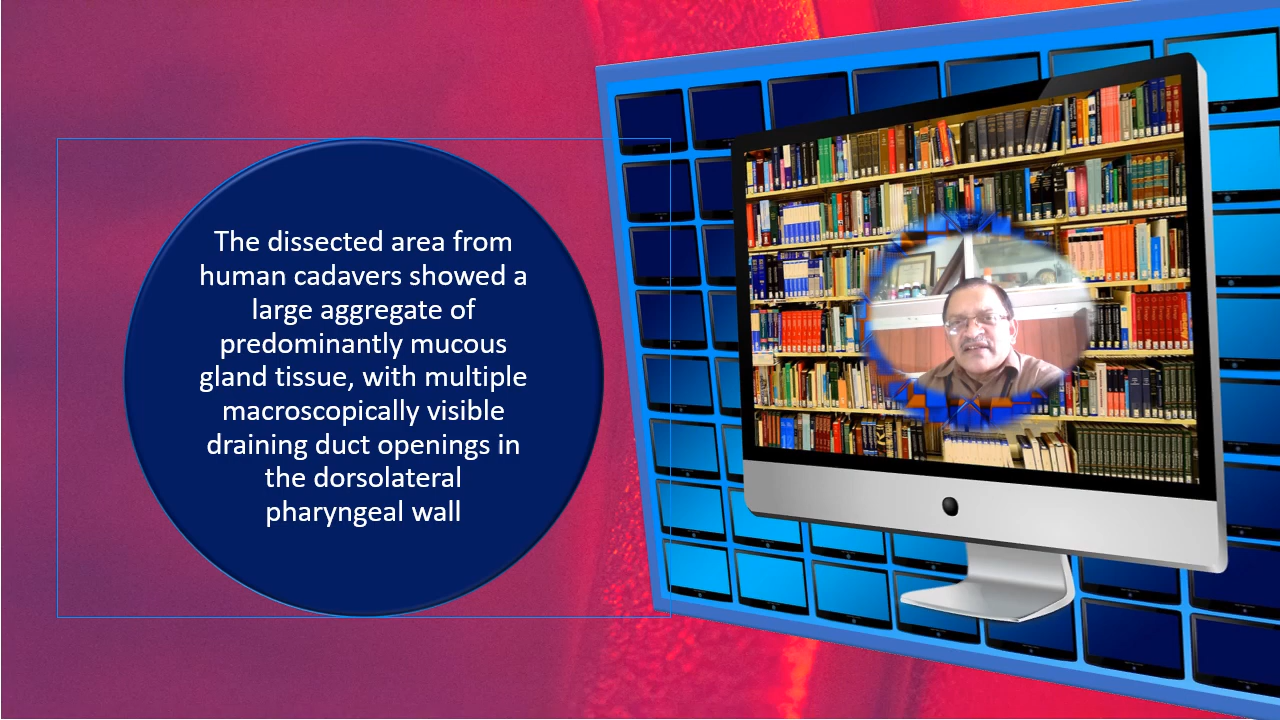 The dissected area from
human cadavers showed a
large aggregate of
predominantly mucous
gland tissue, with multiple
macroscopically visible
draining duct openings in
the dorsolateral
pharyngeal wall